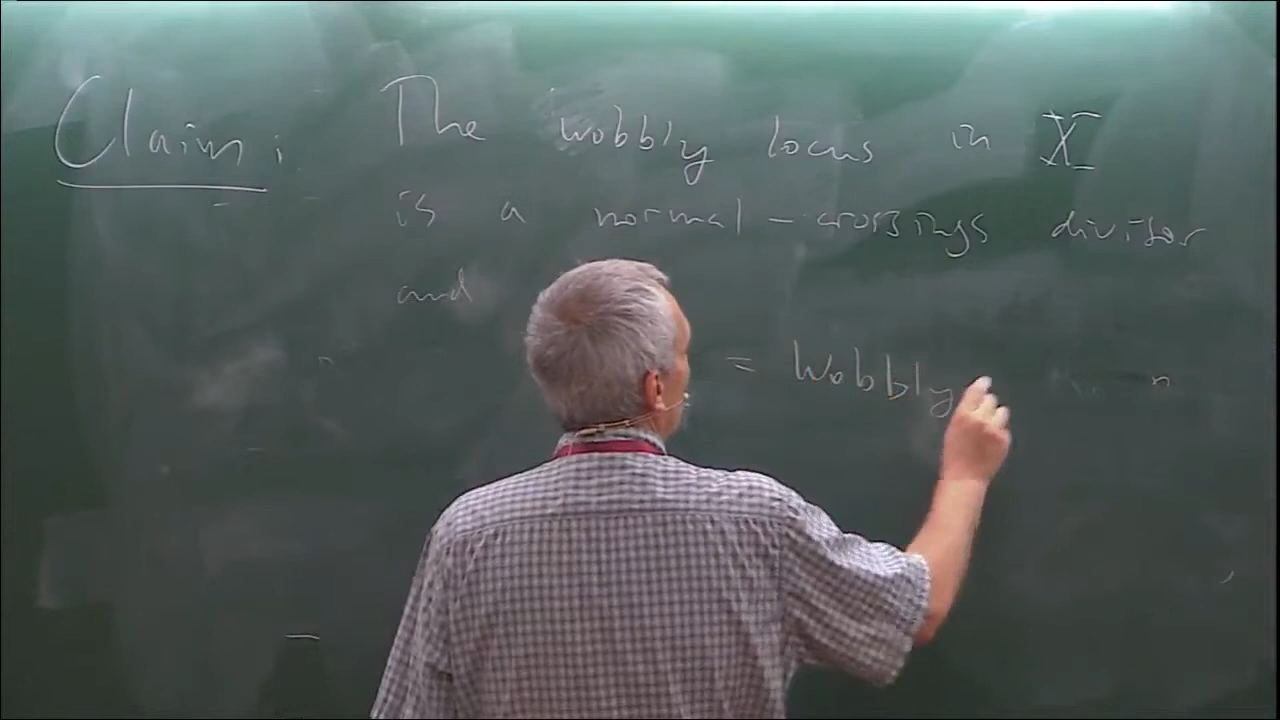 Claim: The wobbly locus in X
is a normal-crossings divisor
and
= Wobbly